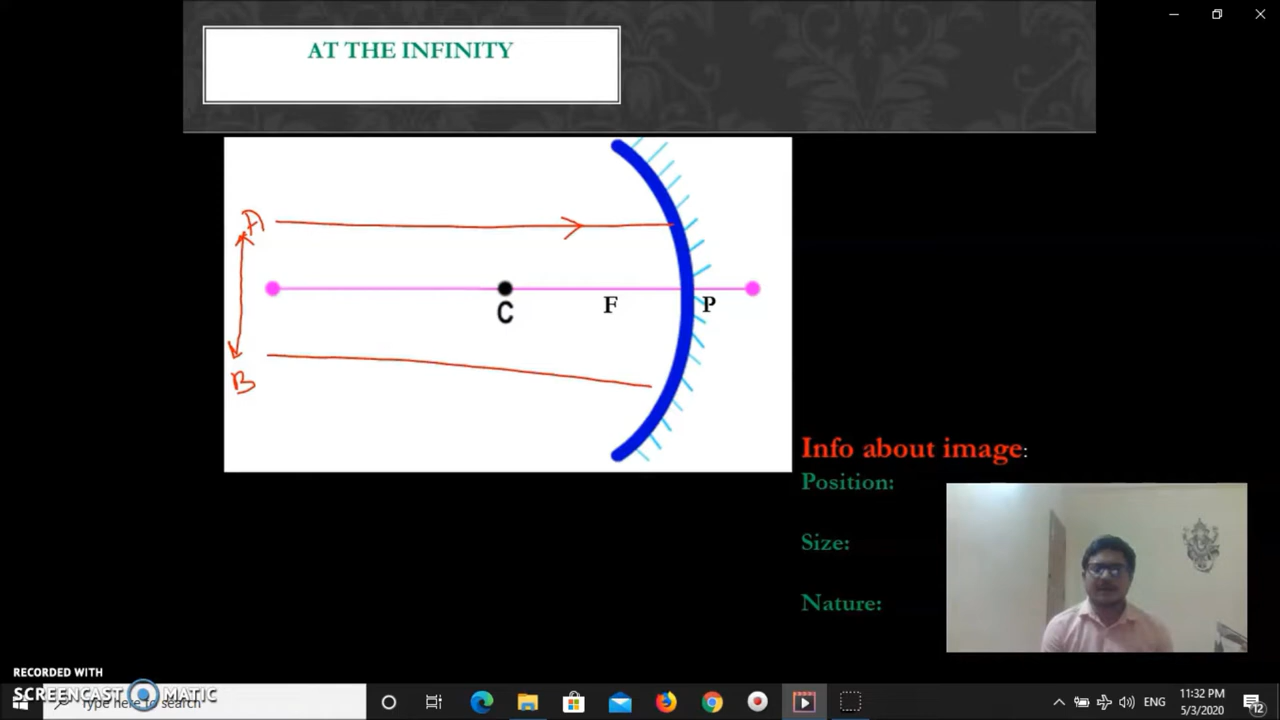 AT THE INFINITY
A
C
F
P
B
Info about image:
Position:
Size:
Nature:
RECORDED WITH
SCREENCAST MATIC
Type here to search
ENG
11:32 PM
5/3/2020
12